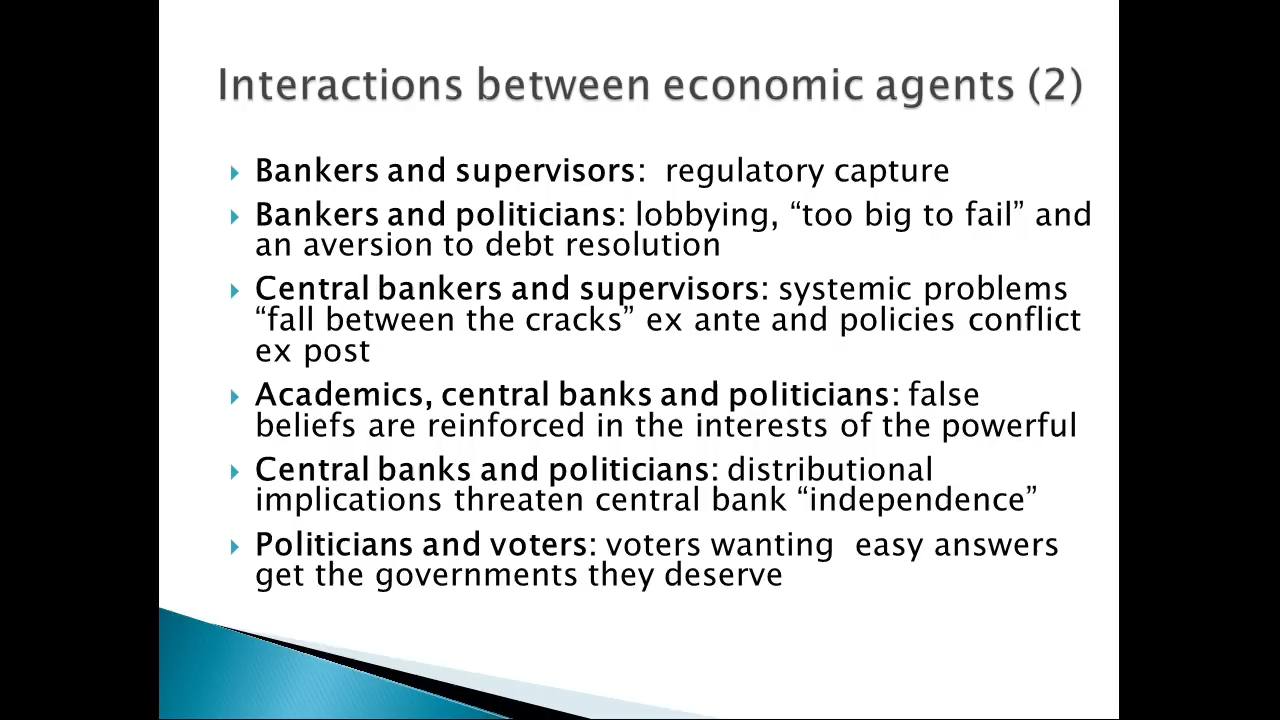 Interactions between economic agents (2)
Bankers and supervisors:  regulatory capture
Bankers and politicians: lobbying, “too big to fail” and
an aversion to debt resolution
Central bankers and supervisors: systemic problems
“fall between the cracks” ex ante and policies conflict
ex post
Academics, central banks and politicians: false
beliefs are reinforced in the interests of the powerful
Central banks and politicians: distributional
implications threaten central bank “independence”
Politicians and voters: voters wanting  easy answers
get the governments they deserve